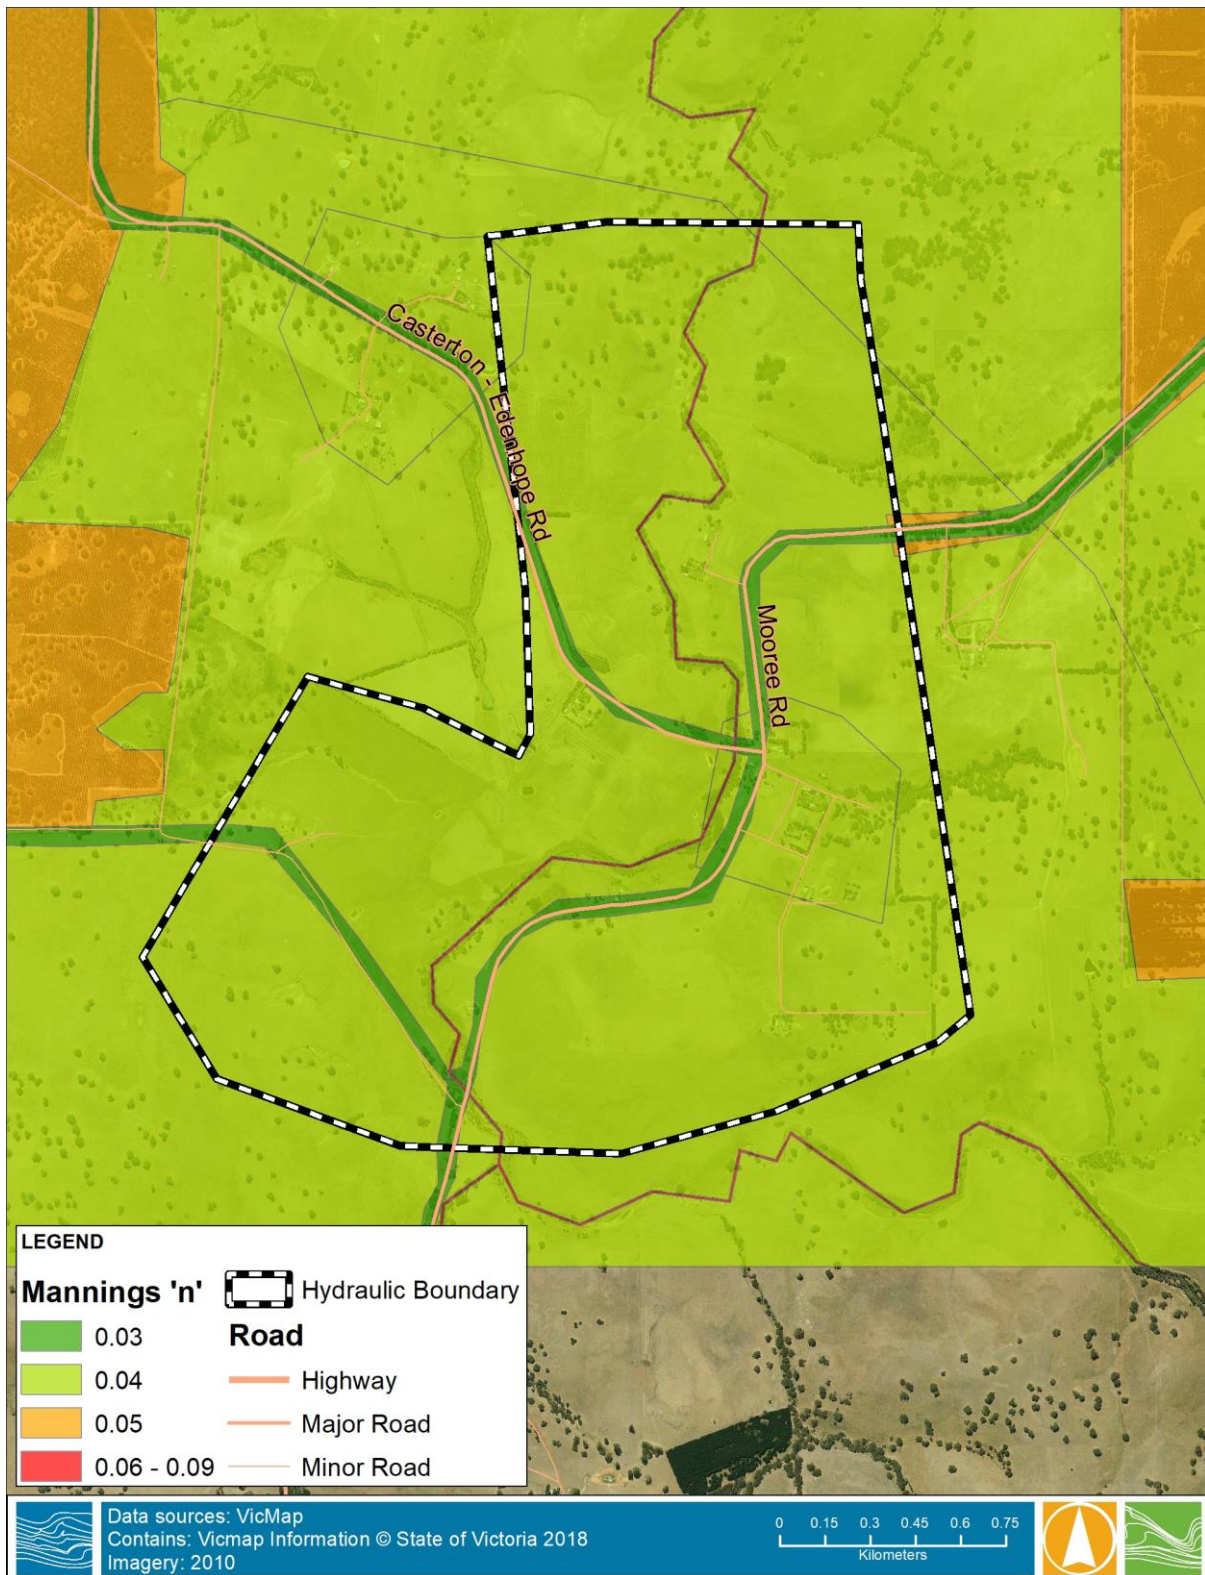 Casterton - Edenhope Rd
Mooree Rd
LEGEND
Mannings 'n'
0.03
0.04
0.05
0.06 - 0.09
Hydraulic Boundary
Road
Highway
Major Road
Minor Road
Data sources: VicMap
Contains: Vicmap Information © State of Victoria 2018
Imagery: 2010
0 0.15 0.3 0.45 0.6 0.75
Kilometers